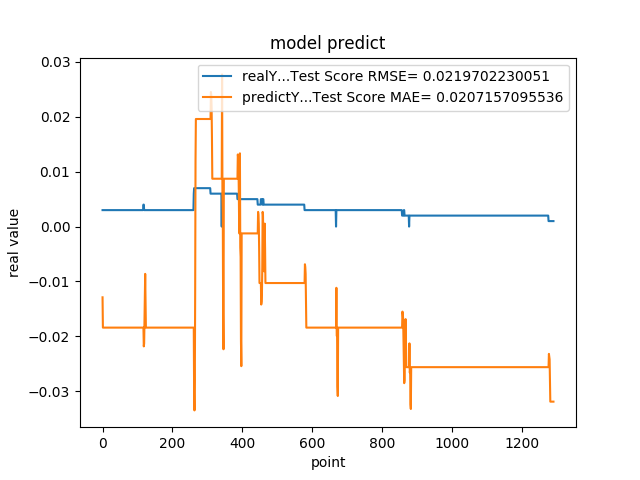 model predict
realY...Test Score RMSE= 0.0219702230051
predictY...Test Score MAE= 0.0207157095536
0.03
0.02
0.01
0.00
−0.01
−0.02
−0.03
real value
0 200 400 600 800 1000 1200
point